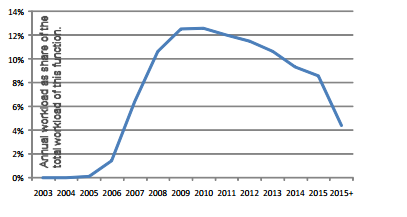 14%
12%
10%
8%
6%
4%
2%
0%
Annual workload as share of the
total workload of this function.
2003 2004 2005 2006 2007 2008 2009 2010 2011 2012 2013 2014 2015 2015+